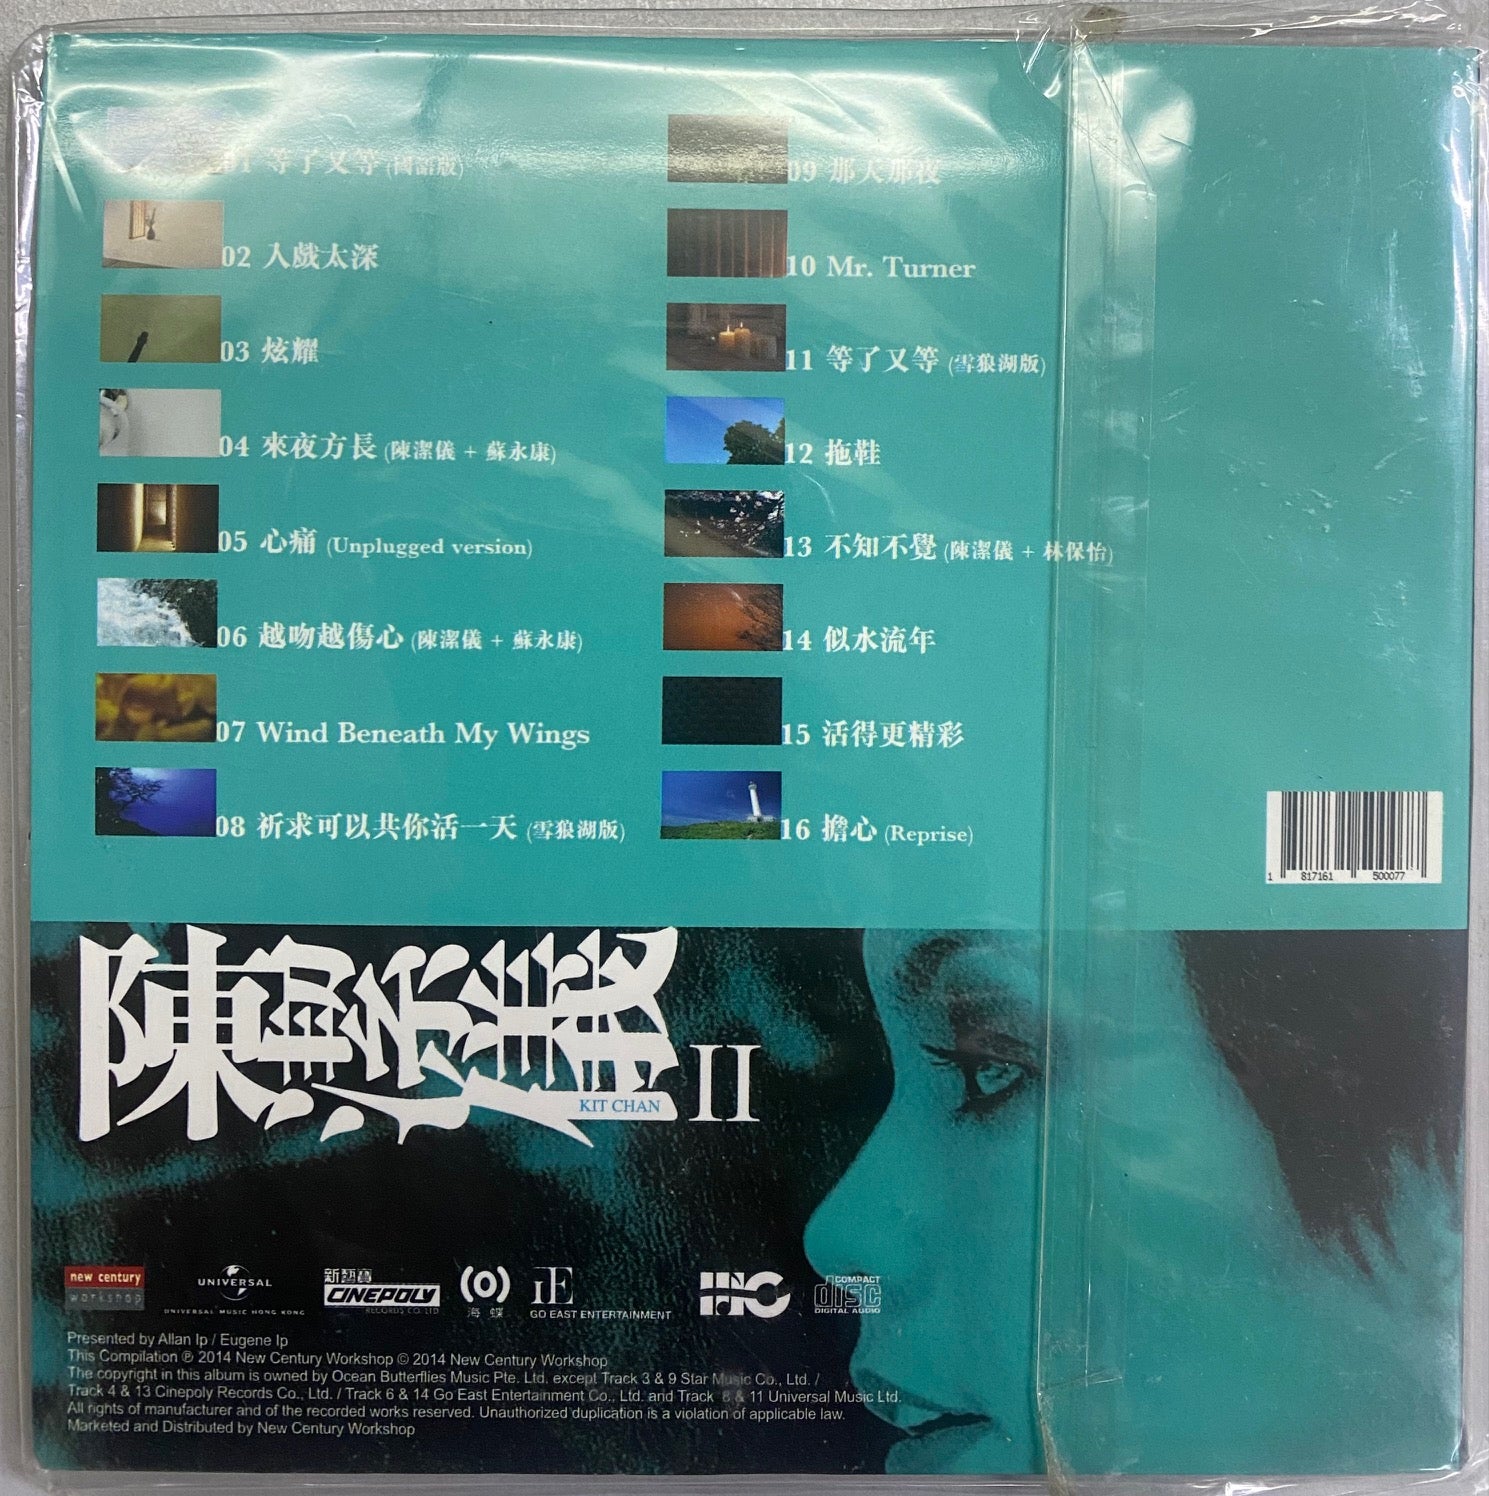 01 等了又等 (國語版)
02 入戲太深
03 炫耀
04 來夜方長 (陳潔儀 + 蘇永康)
05 心痛 (Unplugged version)
06 越吻越傷心 (陳潔儀 + 蘇永康)
07 Wind Beneath My Wings
08 祈求可以共你活一天 (雪狼湖版)
09 那天那夜
10 Mr. Turner
11 等了又等 (雪狼湖版)
12 拖鞋
13 不知不覺 (陳潔儀 + 林保怡)
14 似水流年
15 活得更精彩
16 擔心 (Reprise)
1 817161 500077
陳潔儀 II
KIT CHAN
new century
workshop
UNIVERSAL
UNIVERSAL MUSIC HONG KONG
新藝寶
CINEPOLY
RECORDS CO. LTD
海蝶
GO EAST ENTERTAINMENT
COMPACT
disc
DIGITAL AUDIO
Presented by Allan Ip / Eugene Ip
This Compilation ℗ 2014 New Century Workshop © 2014 New Century Workshop
The copyright in this album is owned by Ocean Butterflies Music Pte. Ltd. except Track 3 & 9 Star Music Co., Ltd. /
Track 4 & 13 Cinepoly Records Co., Ltd. / Track 6 & 14 Go East Entertainment Co., Ltd. and Track 8 & 11 Universal Music Ltd.
All rights of manufacturer and of the recorded works reserved. Unauthorized duplication is a violation of applicable law.
Marketed and Distributed by New Century Workshop